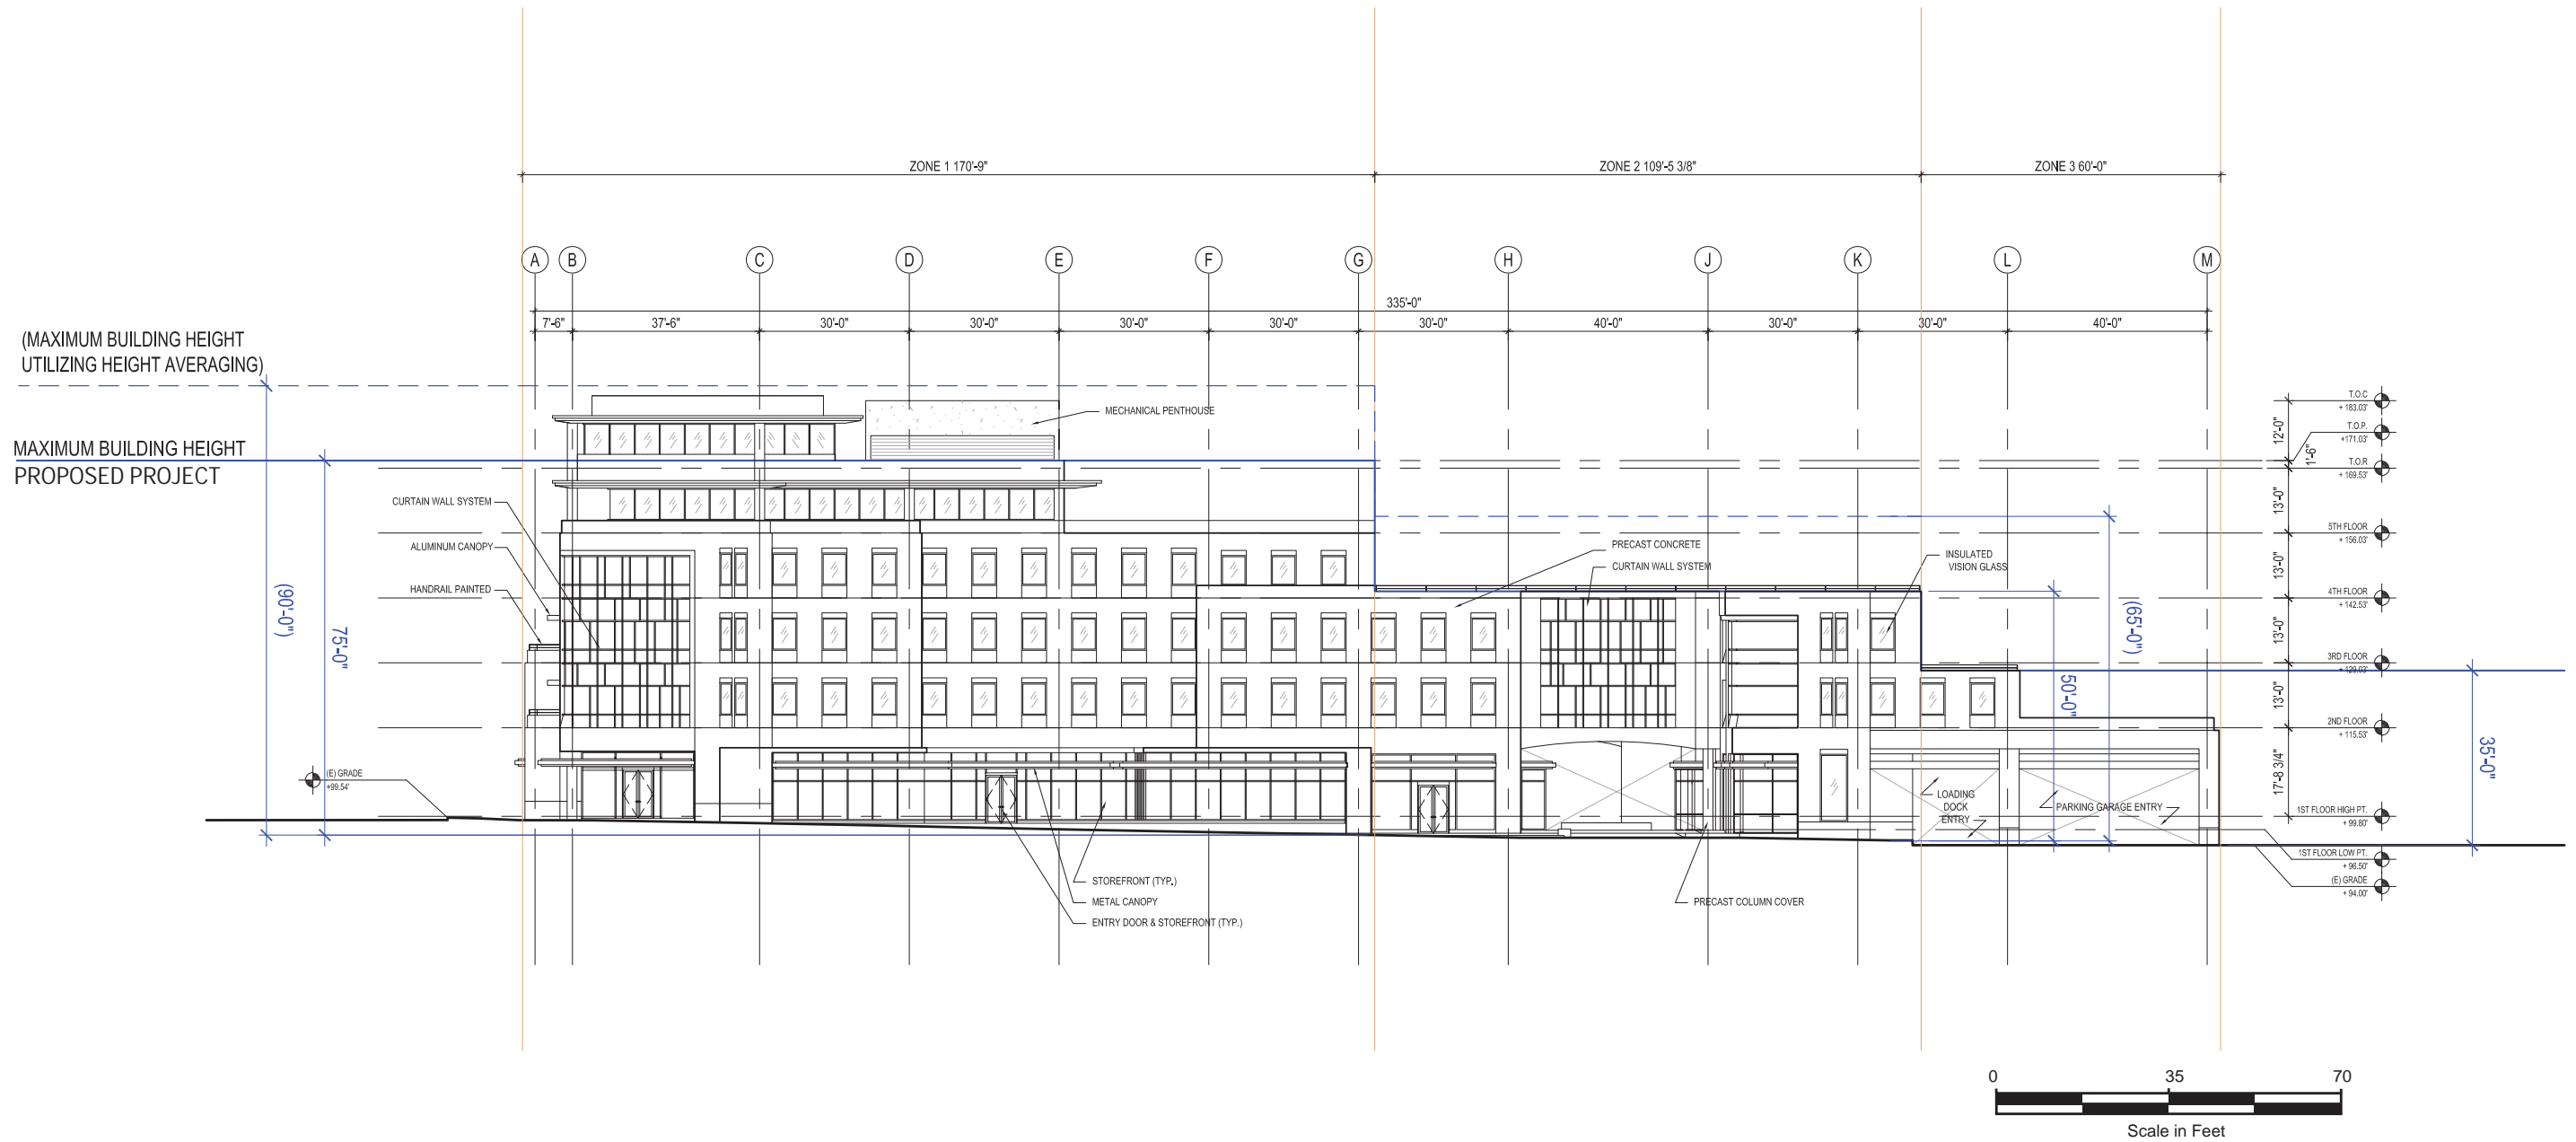 ZONE 1 170'-9"
ZONE 2 109'-5 3/8"
ZONE 3 60'-0"
A
B
C
D
E
F
G
H
J
K
L
M
335'-0"
7'-6"
37'-6"
30'-0"
30'-0"
30'-0"
30'-0"
30'-0"
40'-0"
30'-0"
30'-0"
40'-0"
(MAXIMUM BUILDING HEIGHT
UTILIZING HEIGHT AVERAGING)
MAXIMUM BUILDING HEIGHT
PROPOSED PROJECT
MECHANICAL PENTHOUSE
CURTAIN WALL SYSTEM
ALUMINUM CANOPY
HANDRAIL PAINTED
(90'-0")
75'-0"
(E) GRADE
+99.54'
PRECAST CONCRETE
CURTAIN WALL SYSTEM
INSULATED
VISION GLASS
(65'-0")
50'-0"
35'-0"
LOADING
DOCK
ENTRY
PARKING GARAGE ENTRY
STOREFRONT (TYP.)
METAL CANOPY
ENTRY DOOR & STOREFRONT (TYP.)
PRECAST COLUMN COVER
T.O.C
+ 183.03'
12'-0"
T.O.P.
+171.03'
1'-6"
T.O.R
+ 169.53'
13'-0"
5TH FLOOR
+ 156.03'
13'-0"
4TH FLOOR
+ 142.53'
13'-0"
3RD FLOOR
+ 129.03'
13'-0"
2ND FLOOR
+ 115.53'
17'-8 3/4"
1ST FLOOR HIGH PT.
+ 99.80'
1ST FLOOR LOW PT.
+ 96.50'
(E) GRADE
+ 94.00'
0 35 70
Scale in Feet